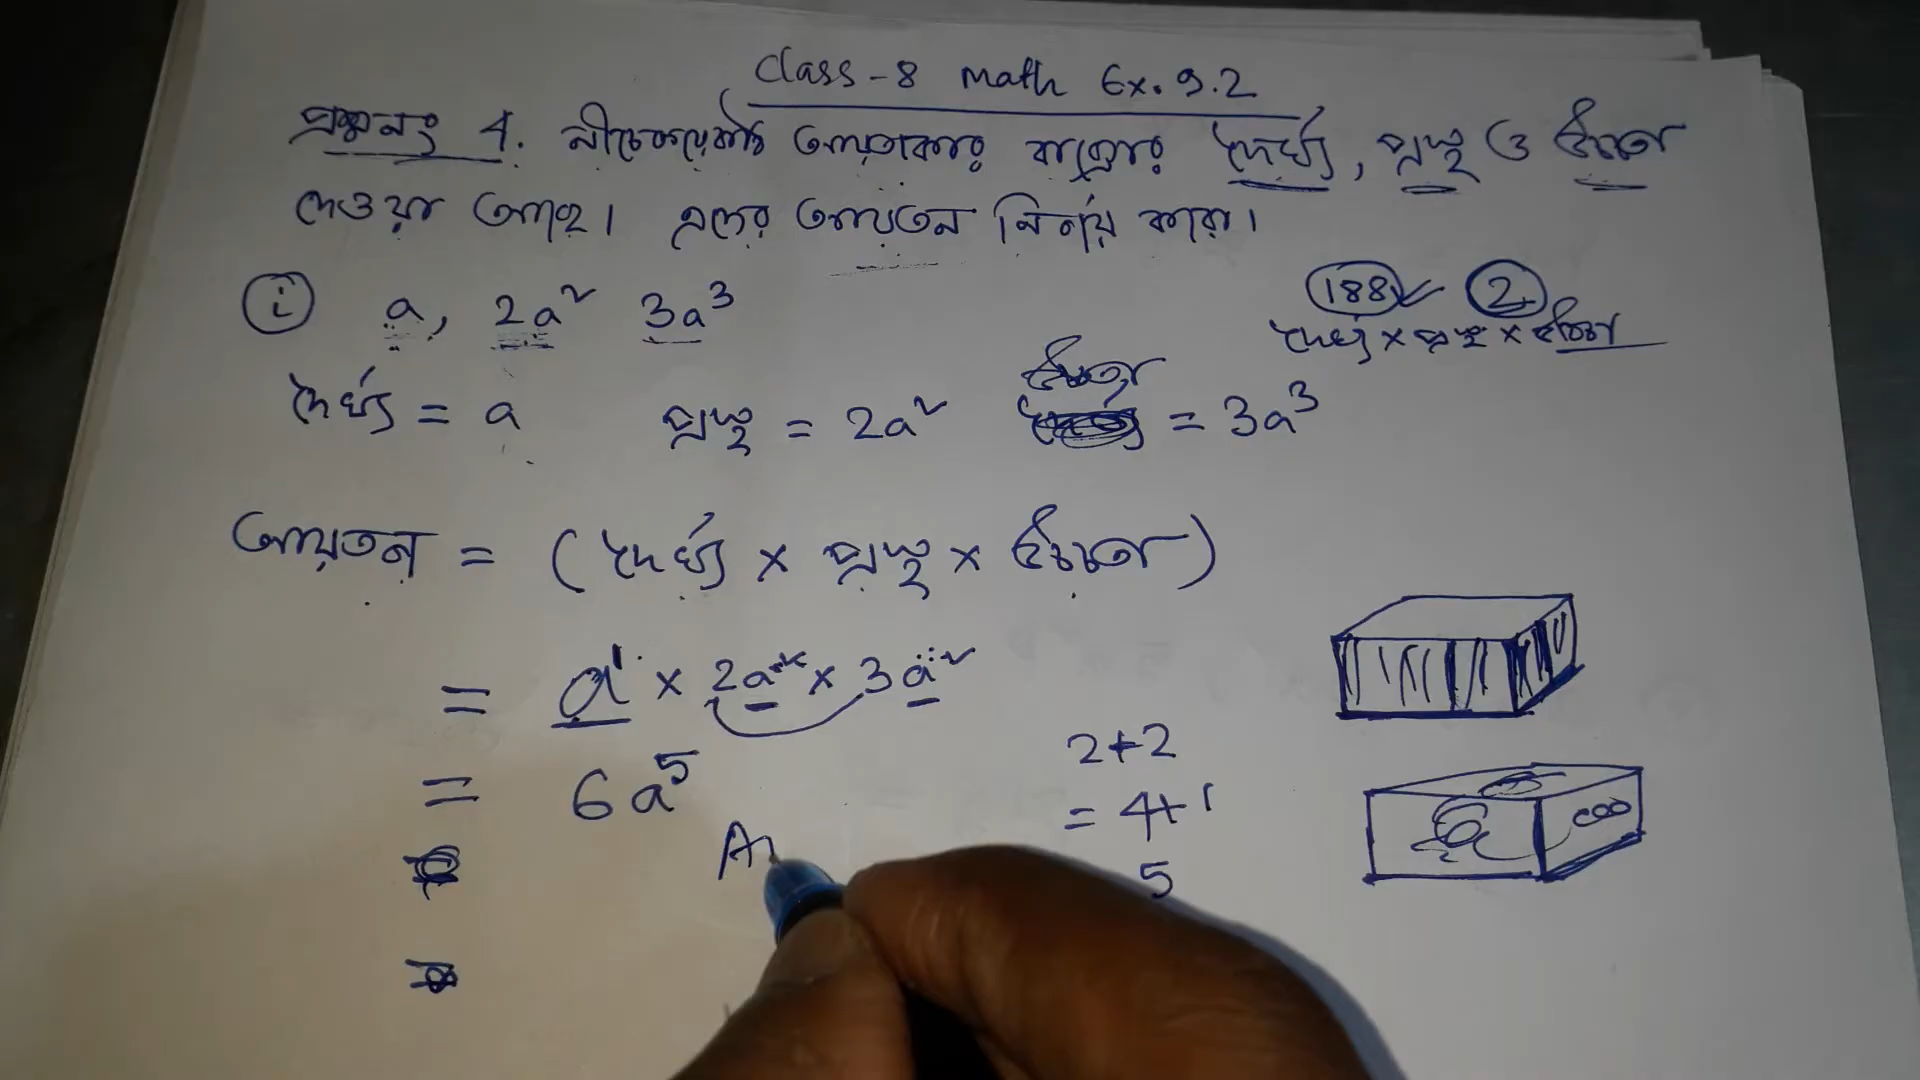 Class-8 Math Ex. 9.2
প্রশ্ন নং 4. নীচের কয়েকটি আয়তাকার বাক্সের দৈর্ঘ্য, প্রস্থ ও উচ্চতা
দেওয়া আছে। এদের আয়তন নির্ণয় করো।
i a, 2a² 3a³
188 2
দৈর্ঘ্য × প্রস্থ × উচ্চতা
দৈর্ঘ্য = a প্রস্থ = 2a² উচ্চতা = 3a³
আয়তন = (দৈর্ঘ্য × প্রস্থ × উচ্চতা)
= a¹ × 2a² × 3a²
= 6a⁵
2+2
= 4+1
5